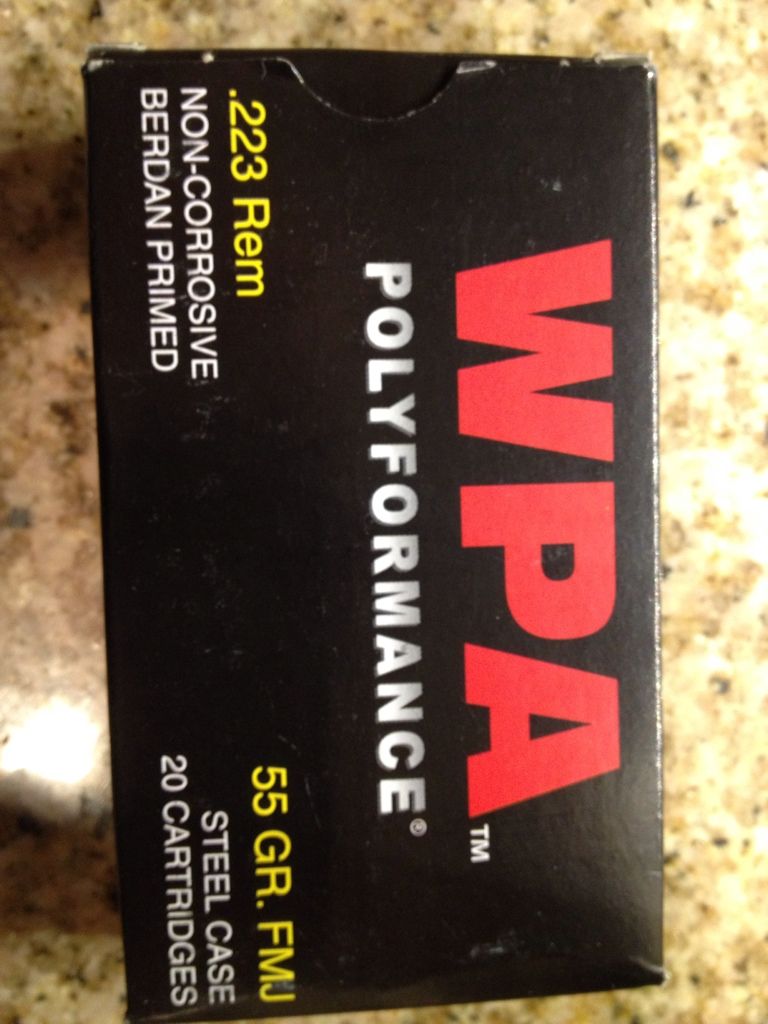 WPA™
POLYFORMANCE®
.223 Rem
NON-CORROSIVE
BERDAN PRIMED
55 GR. FMJ
STEEL CASE
20 CARTRIDGES